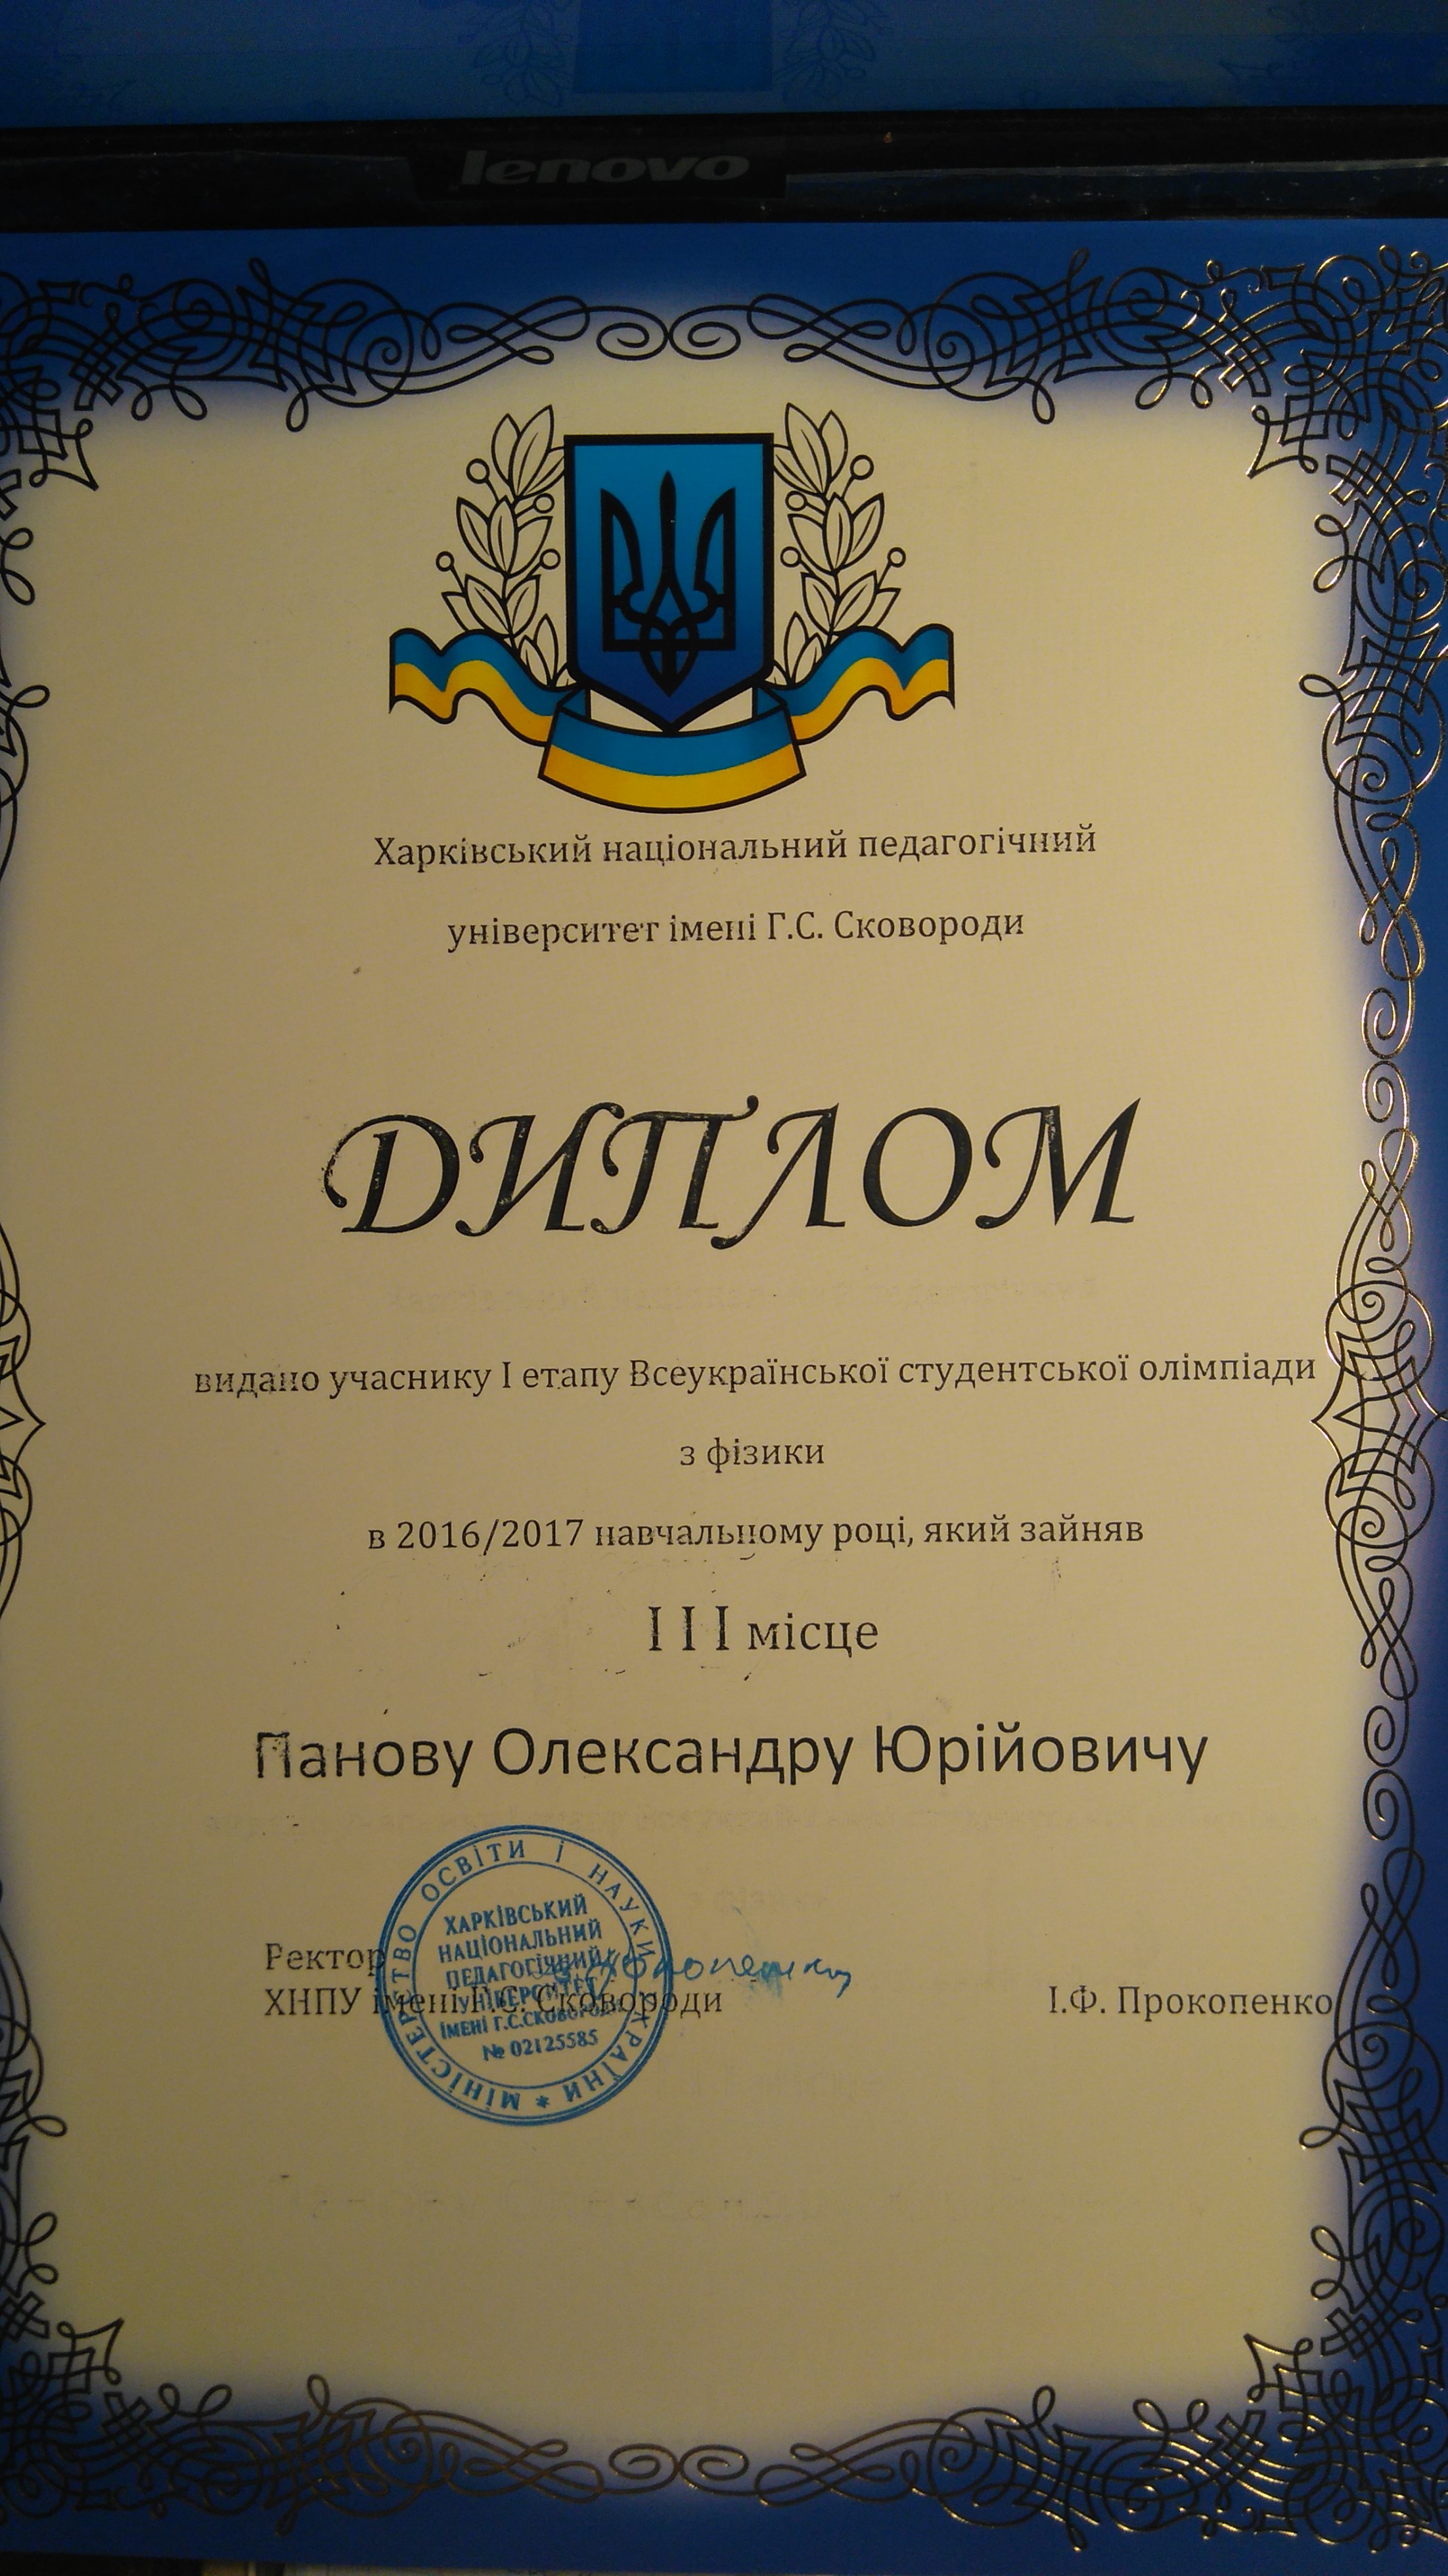 lenovo
Харківський національний педагогічний
університет імені Г.С. Сковороди
ДИПЛОМ
видано учаснику І етапу Всеукраїнської студентської олімпіади
з фізики
в 2016/2017 навчальному році, який зайняв
І І І місце
Панову Олександру Юрійовичу
МІНІСТЕРСТВО ОСВІТИ І НАУКИ УКРАЇНИ *
ХАРКІВСЬКИЙ
НАЦІОНАЛЬНИЙ
ПЕДАГОГІЧНИЙ
УНІВЕРСИТЕТ
ІМЕНІ Г.С.СКОВОРОДИ
№ 02125585
Ректор
ХНПУ імені Г.С. Сковороди
І.Ф. Прокопенко